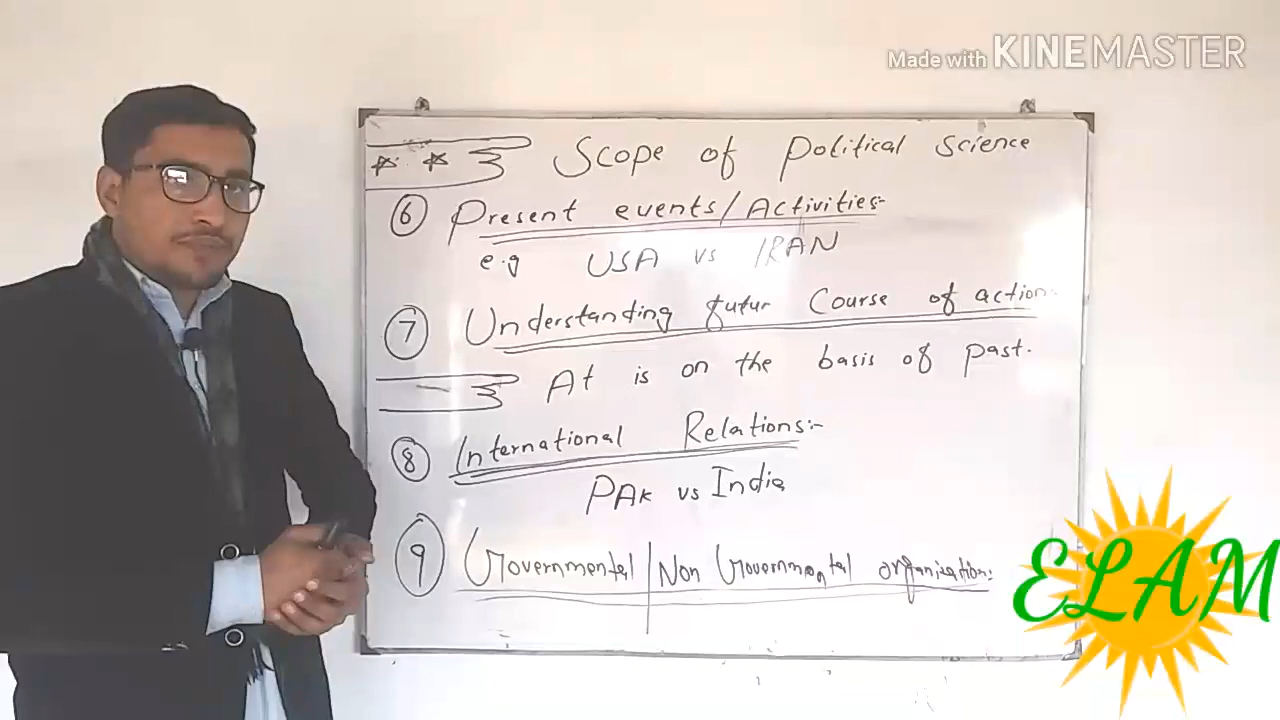 Made with KINEMASTER
Scope of Political Science
6 Present events/Activities:-
e.g USA vs IRAN
7 Understanding futur Course of action:-
At is on the basis of past.
8 International Relations:-
PAK vs India
9 Governmental | Non Governmental organization:
ELAM